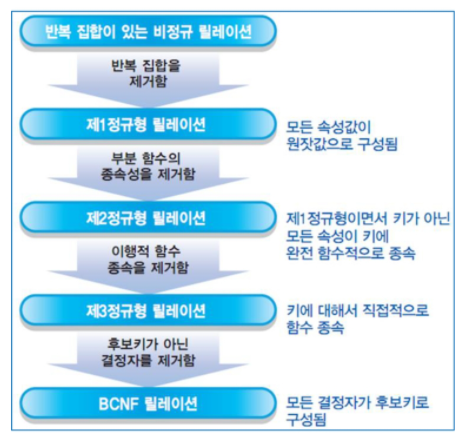 반복 집합이 있는 비정규 릴레이션
반복 집합을
제거함
제1정규형 릴레이션
모든 속성값이
원잣값으로 구성됨
부분 함수의
종속성을 제거함
제2정규형 릴레이션
제1정규형이면서 키가 아닌
모든 속성이 키에
완전 함수적으로 종속
이행적 함수
종속을 제거함
제3정규형 릴레이션
키에 대해서 직접적으로
함수 종속
후보키가 아닌
결정자를 제거함
BCNF 릴레이션
모든 결정자가 후보키로
구성됨